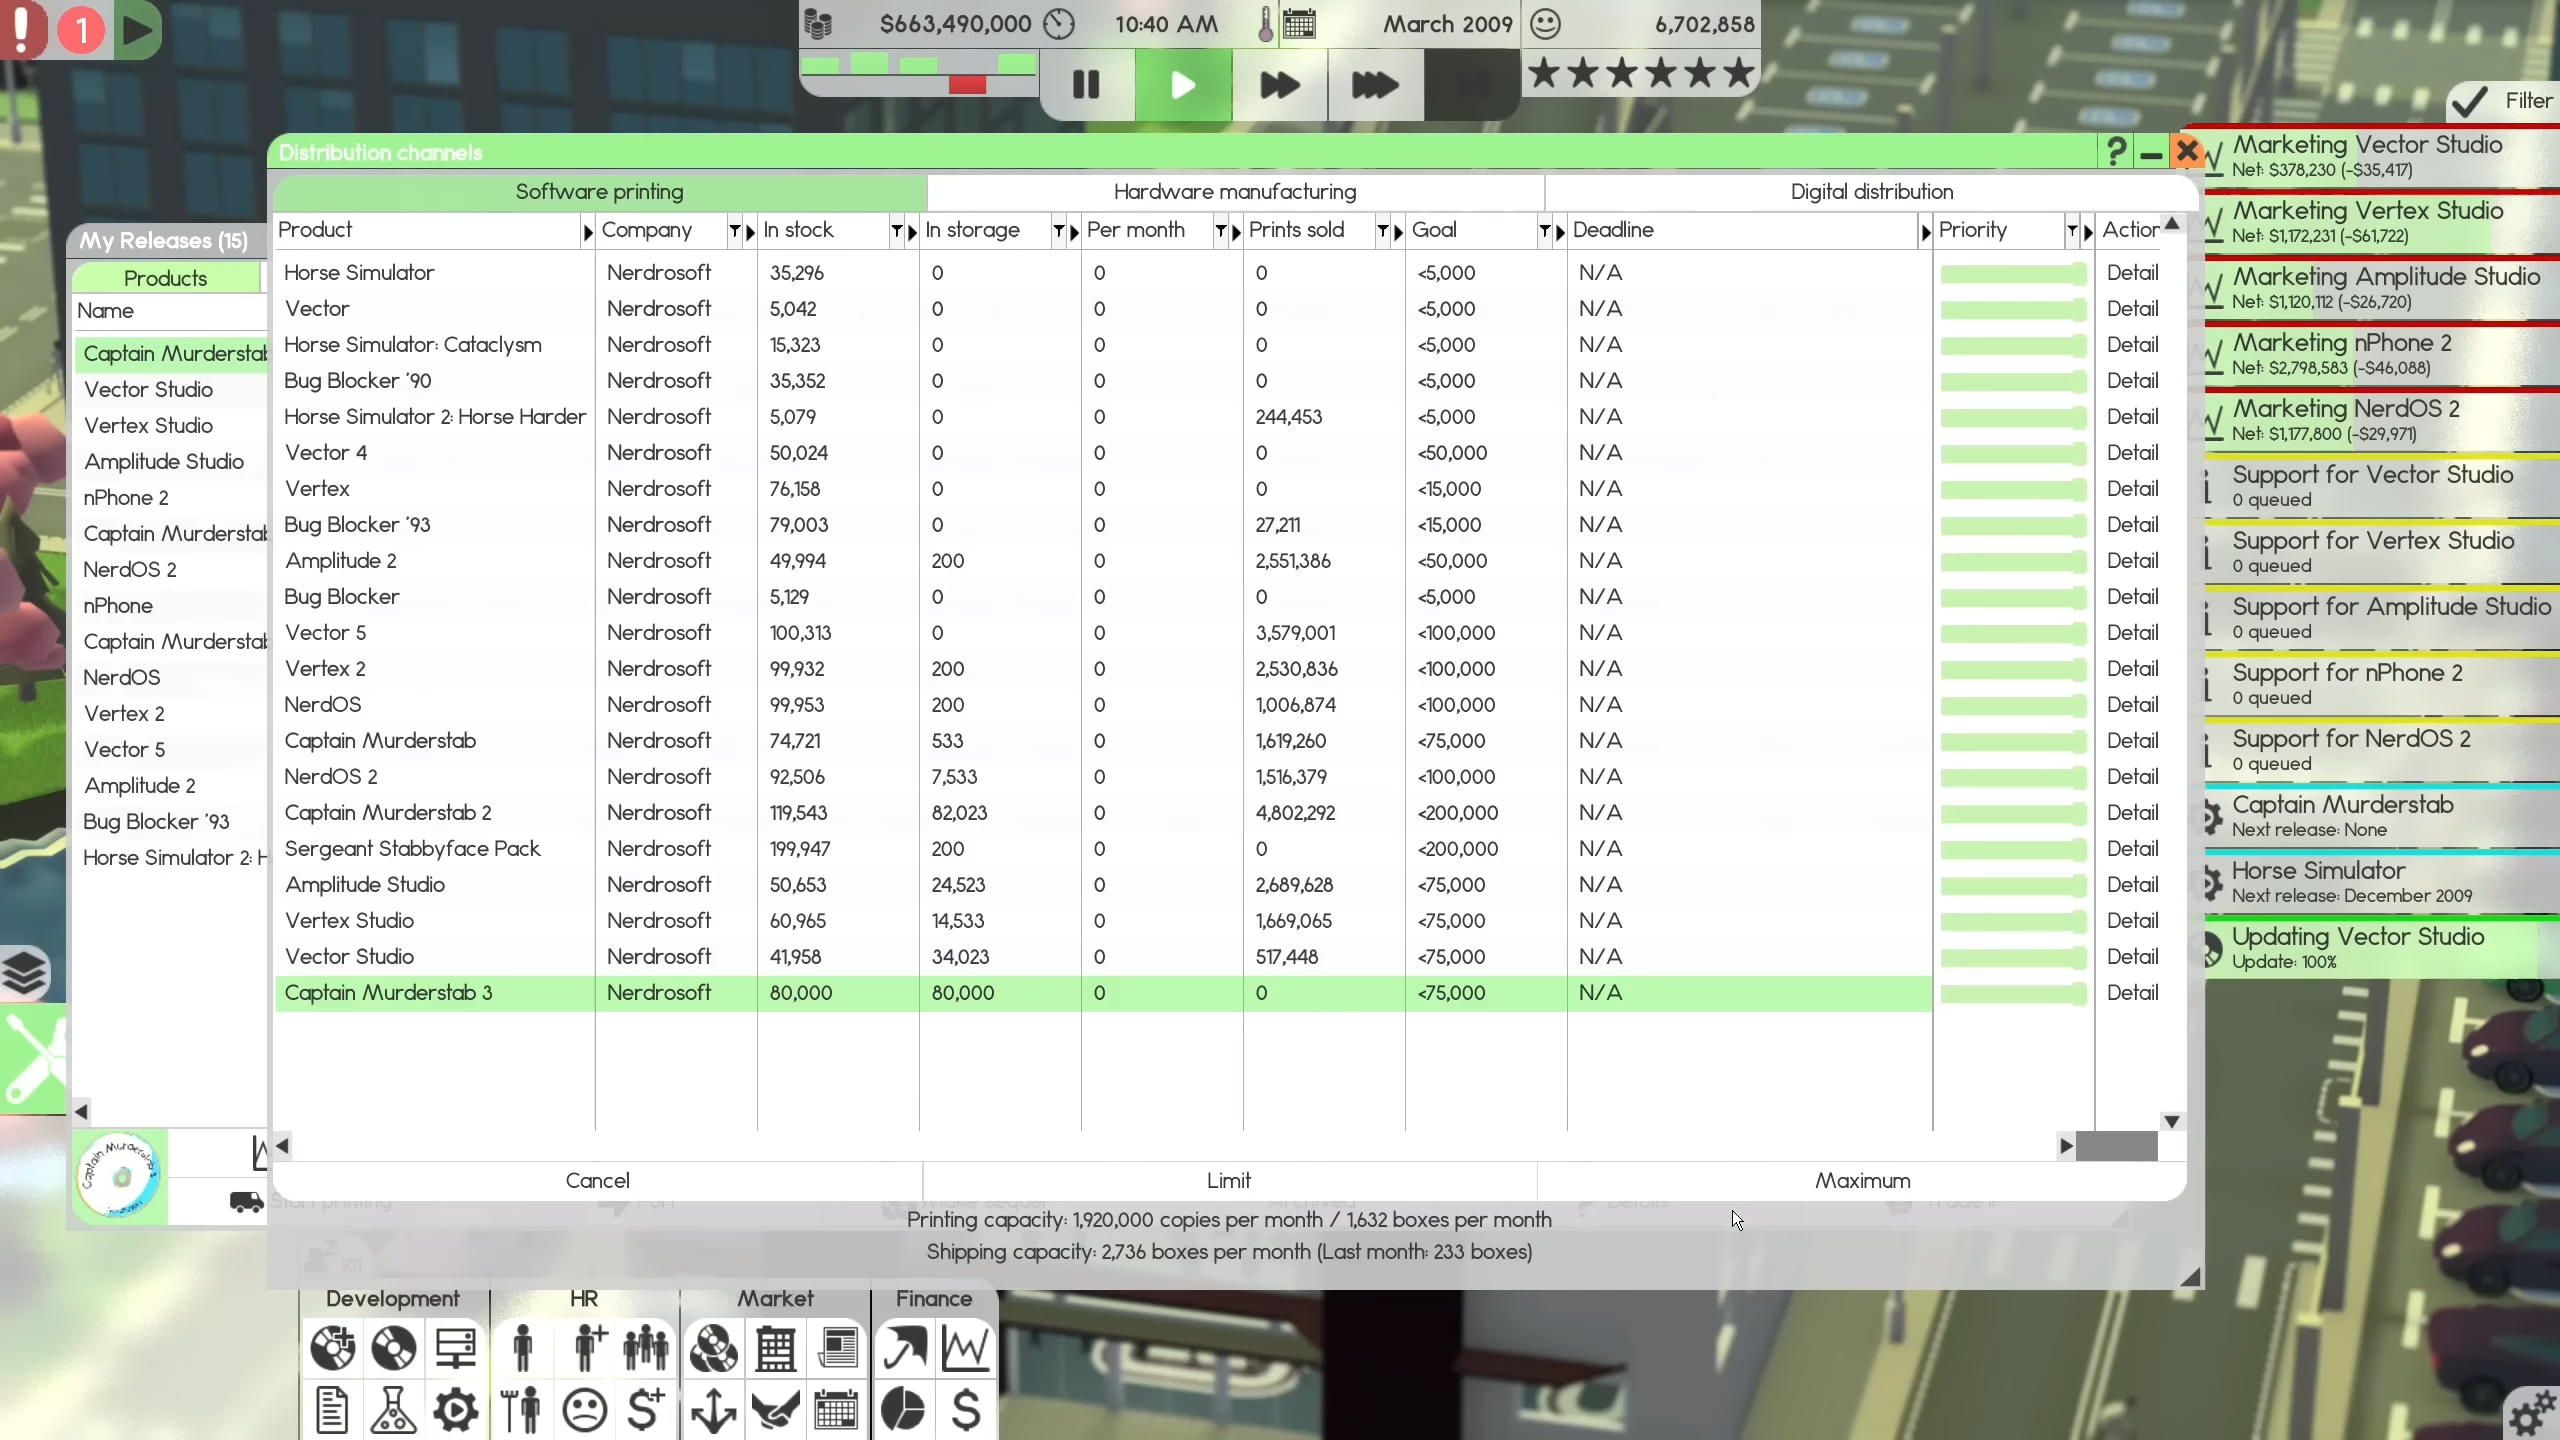 1
$663,490,000
10:40 AM
March 2009
6,702,858
Filter
Distribution channels
?
Software printing
Hardware manufacturing
Digital distribution
Product Company In stock In storage Per month Prints sold Goal Deadline Priority Action
Horse Simulator Nerdrosoft 35,296 0 0 0 <5,000 N/A Detail
Vector Nerdrosoft 5,042 0 0 0 <5,000 N/A Detail
Horse Simulator: Cataclysm Nerdrosoft 15,323 0 0 0 <5,000 N/A Detail
Bug Blocker '90 Nerdrosoft 35,352 0 0 0 <5,000 N/A Detail
Horse Simulator 2: Horse Harder Nerdrosoft 5,079 0 0 244,453 <5,000 N/A Detail
Vector 4 Nerdrosoft 50,024 0 0 0 <50,000 N/A Detail
Vertex Nerdrosoft 76,158 0 0 0 <15,000 N/A Detail
Bug Blocker '93 Nerdrosoft 79,003 0 0 27,211 <15,000 N/A Detail
Amplitude 2 Nerdrosoft 49,994 200 0 2,551,386 <50,000 N/A Detail
Bug Blocker Nerdrosoft 5,129 0 0 0 <5,000 N/A Detail
Vector 5 Nerdrosoft 100,313 0 0 3,579,001 <100,000 N/A Detail
Vertex 2 Nerdrosoft 99,932 200 0 2,530,836 <100,000 N/A Detail
NerdOS Nerdrosoft 99,953 200 0 1,006,874 <100,000 N/A Detail
Captain Murderstab Nerdrosoft 74,721 533 0 1,619,260 <75,000 N/A Detail
NerdOS 2 Nerdrosoft 92,506 7,533 0 1,516,379 <100,000 N/A Detail
Captain Murderstab 2 Nerdrosoft 119,543 82,023 0 4,802,292 <200,000 N/A Detail
Sergeant Stabbyface Pack Nerdrosoft 199,947 200 0 0 <200,000 N/A Detail
Amplitude Studio Nerdrosoft 50,653 24,523 0 2,689,628 <75,000 N/A Detail
Vertex Studio Nerdrosoft 60,965 14,533 0 1,669,065 <75,000 N/A Detail
Vector Studio Nerdrosoft 41,958 34,023 0 517,448 <75,000 N/A Detail
Captain Murderstab 3 Nerdrosoft 80,000 80,000 0 0 <75,000 N/A Detail
Cancel
Limit
Maximum
Printing capacity: 1,920,000 copies per month / 1,632 boxes per month
Shipping capacity: 2,736 boxes per month (Last month: 233 boxes)
My Releases (15)
Products
Name
Captain Murderstab
Vector Studio
Vertex Studio
Amplitude Studio
nPhone 2
Captain Murderstab
NerdOS 2
nPhone
Captain Murderstab
NerdOS
Vertex 2
Vector 5
Amplitude 2
Bug Blocker '93
Horse Simulator 2: H
Start printing
Port
Make sequel
Archived
Details
101
Marketing Vector Studio
Net: $378,230 (-$35,417)
Marketing Vertex Studio
Net: $1,172,231 (-$61,722)
Marketing Amplitude Studio
Net: $1,120,112 (-$26,720)
Marketing nPhone 2
Net: $2,798,583 (-$46,088)
Marketing NerdOS 2
Net: $1,177,800 (-$29,971)
Support for Vector Studio
0 queued
Support for Vertex Studio
0 queued
Support for Amplitude Studio
0 queued
Support for nPhone 2
0 queued
Support for NerdOS 2
0 queued
Captain Murderstab
Next release: None
Horse Simulator
Next release: December 2009
Updating Vector Studio
Update: 100%
Development
HR
Market
Finance